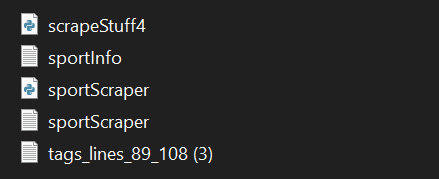 scrapeStuff4
sportInfo
sportScraper
sportScraper
tags_lines_89_108 (3)